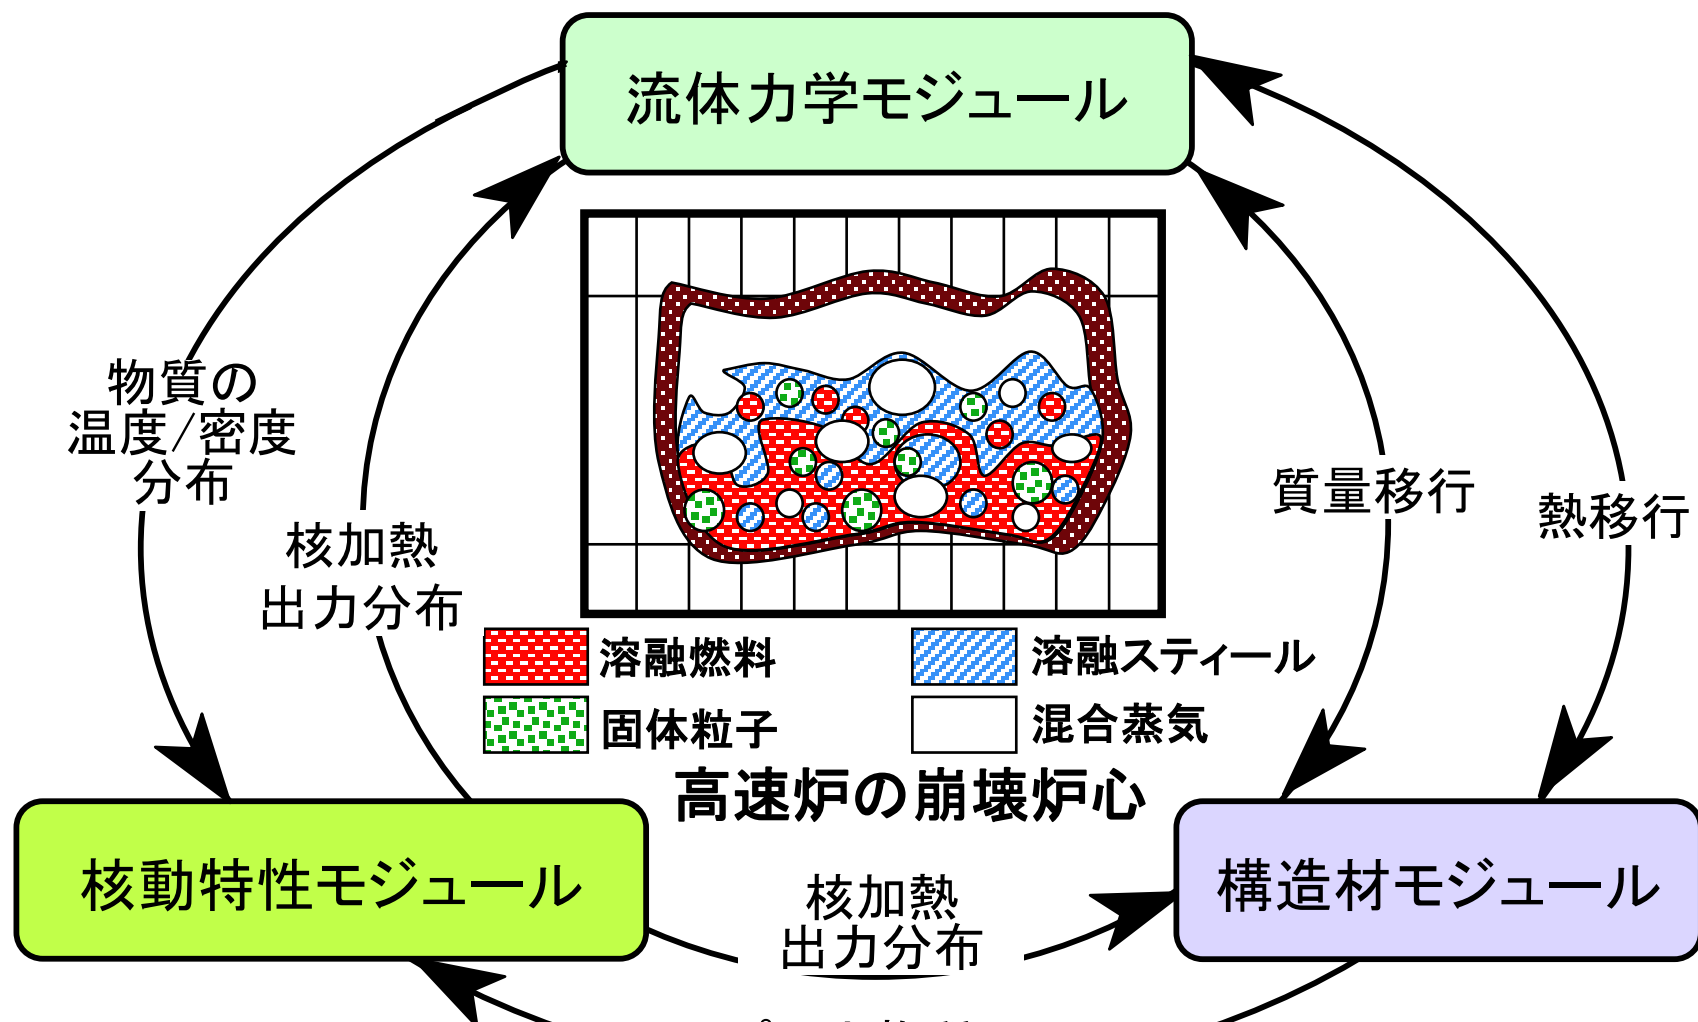 流体力学モジュール
物質の
温度/密度
分布
核加熱
出力分布
質量移行
熱移行
溶融燃料
溶融スティール
固体粒子
混合蒸気
高速炉の崩壊炉心
核動特性モジュール
構造材モジュール
核加熱
出力分布